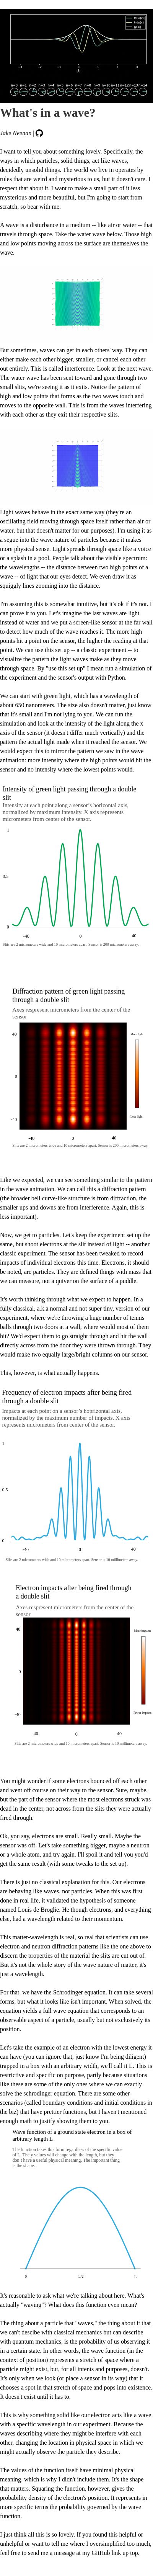 What's in a wave?
Jake Neenan |
I want to tell you about something lovely. Specifically, the
ways in which particles, solid things, act like waves,
decidedly unsolid things. The world we live in operates by
rules that are weird and mysterious to us, but it doesn't care. I
respect that about it. I want to make a small part of it less
mysterious and more beautiful, but I'm going to start from
scratch, so bear with me.
A wave is a disturbance in a medium -- like air or water -- that
travels through space. Take the water wave below. Those high
and low points moving across the surface are themselves the
wave.
But sometimes, waves can get in each others' way. They can
either make each other bigger, smaller, or cancel each other
out entirely. This is called interference. Look at the next wave.
The water wave has been sent toward and gone through two
small slits, and we're seeing it as it exits. Notice the pattern of
high and low points that forms as the two waves touch and
move to the opposite wall. This is from the waves interfering
with each other as they exit their respective slits.
Light waves behave in the exact same way (they're an
oscillating field moving through space itself rather than air or
water, but that doesn't matter for our purposes). In using it as
a segue into the wave nature of particles because it makes
more physical sense. Light spreads through space like a voice
or a splash in a pool. People talk about the visible spectrum:
the wavelengths -- the distance between two high points of a
wave -- of light that our eyes detect. We even draw it as
squiggly lines zooming into the distance.
I'm assuming this is somewhat intuitive, but it's ok if it's not. I
can prove it to you. Let's imagine the last wave was light
instead of water and we put a screen-like sensor at the far wall
to detect how much of the wave reaches it. The more high
points hit a point on the sensor, the higher the reading at that
point. We can use this set up -- a classic experiment -- to
visualize the pattern the light waves make as they move
through space. By "use this set up" I mean run a simulation of
the experiment and the sensor's output with Python.
We can start with green light, which has a wavelength of
about 650 nanometers. The size also doesn't matter, just know
that it's small and I'm not lying to you. We can run the
simulation and look at the intensity of the light along the x
axis of the sensor (it doesn't differ much vertically) and the
pattern the actual light made when it reached the sensor. We
would expect this to mirror the pattern we saw in the water
animation: more intensity where the high points would hit the
sensor and no intensity where the lowest points would.
Intensity of green light passing through a double
slit
Intensity at each point along a sensor's horizontal axis,
normalized by maximum intensity. X axis represents
micrometers from center of the sensor.
1
0.5
0
-40
0
40
Slits are 2 micrometers wide and 10 micrometers apart. Sensor is 200 micrometers away.
Diffraction pattern of green light passing
through a double slit
Axes respresent micrometers from the center of the
sensor
40
0
-40
-40
0
40
Most light
Less light
Slits are 2 micrometers wide and 10 micrometers apart. Sensor is 200 micrometers away.
Like we expected, we can see something similar to the pattern
in the wave animation. We can call this a diffraction pattern
(the broader bell curve-like structure is from diffraction, the
smaller ups and downs are from interference. Again, this is
less important).
Now, we get to particles. Let's keep the experiment set up the
same, but shoot electrons at the slit instead of light -- another
classic experiment. The sensor has been tweaked to measure
impacts of individual electrons this time. Electrons, it should
be noted, are particles. They are defined things with mass that
we can measure, not a quiver on the surface of a puddle.
It's worth thinking through what we expect to happen. In a
fully classical, a.k.a normal and not super tiny, version of our
experiment, where we're throwing a large number of tennis
balls through two doors at a wall, where would most of them
hit? We'd expect them to go straight through and hit the wall
directly across from the door they were thrown through. They
would make two equally large/bright columns on our sensor.
This, however, is what actually happens.
Frequency of electron impacts after being fired
through a double slit
Impacts at each point on a sensor's hoprizontal axis,
normalized by the maximum number of impacts. X axis
represents micrometers from center of the sensor.
1
0.5
0
-40
0
40
Slits are 2 micrometers wide and 10 micrometers apart. Sensor is 10 millimeters away.
Electron impacts after being fired through
a double slit
Axes respresent micrometers from the center of the
sensor
40
0
-40
-40
0
40
Most impacts
Fewer impacts
Slits are 2 micrometers wide and 10 micrometers apart. Sensor is 10 millimeters away.
You might wonder if some electrons bounced off each other
and went off course on their way to the sensor. Sure, maybe,
but the part of the sensor where the most electrons struck was
dead in the center, not across from the slits they were actually
fired through.
Ok, you say, electrons are small. Really small. Maybe the
math is just off. Let's take something bigger, maybe a neutron
or a whole atom, and try again. I'll spoil it and tell you you'd
get the same result (with some tweaks to the set up).
There is just no classical explanation for this. Our electrons
are behaving like waves, not particles. When this was first
done in real life, it validated the hypothesis of someone
named Louis de Broglie. He though electrons, and everything
else, had a wavelength related to their momentum.
This matter-wavelength is real, so real that scientists can use
electron and neutron diffraction patterns like the one above to
discern the exact makeup of what the slits are cut out of.
But it's not the whole story of the wave nature of matter, it's
just a wavelength.
For that, we have the Schrodinger equation. It can take several
forms, but what it looks like isn't important. When solved, the
equation yields a full wave equation that corresponds to an
observable aspect of a particle, usually but not exclusively its
position.
Let's take the example of an electron with the lowest energy it
can have (you can ignore that, just know I'm being diligent)
trapped in a box with an arbitrary width, we'll call it L. This is
restrictive and specific on purpose, partly because situations
like these are some of the only ones where we can exactly
solve the schrodinger equation. There are some other
scenarios (called boundary conditions and initial conditions in
the biz) that have prettier functions, but I haven't mentioned
enough math to justify showing them to you.
Wave function of a ground state electron in a box of
arbitrary length L
The function takes this form regardless of the specific value
of L. The y values will change with the length, but they
don't have a useful physical meaning. The important thing
is the shape.
0
L/2
L
It's reasonable to ask what we're talking about here. What's
actually "waving"? What does this function even mean?
The thing about a particle that "waves," the thing about it that
we can't descibe with classical mechanics but can describe
with quantum mechanics, is the probability of us observing it
in a certain state. In other words, the wave function (in the
context of position) represents a stretch of space where a
particle might exist, but, for all intents and purposes, doesn't.
It's only when we look (or place a sensor in its way) that it
chooses a spot in that stretch of space and pops into existence.
It doesn't exist until it has to.
This is why something solid like our electron acts like a wave
with a specific wavelength in our experiment. Because the
waves describing where they might be interfere with each
other, changing the location in physical space in which we
might actually observe the particle they describe.
The values of the function itself have minimal physical
meaning, which is why I didn't include them. It's the shape
that matters. Squaring the function, however, gives the
probability density of the electron's position. It represents in
more specific terms the probability governed by the wave
function.
I just think all this is so lovely. If you found this helpful or
unhelpful or want to tell me where I oversimplified too much,
feel free to send me a message at my GitHub link up top.